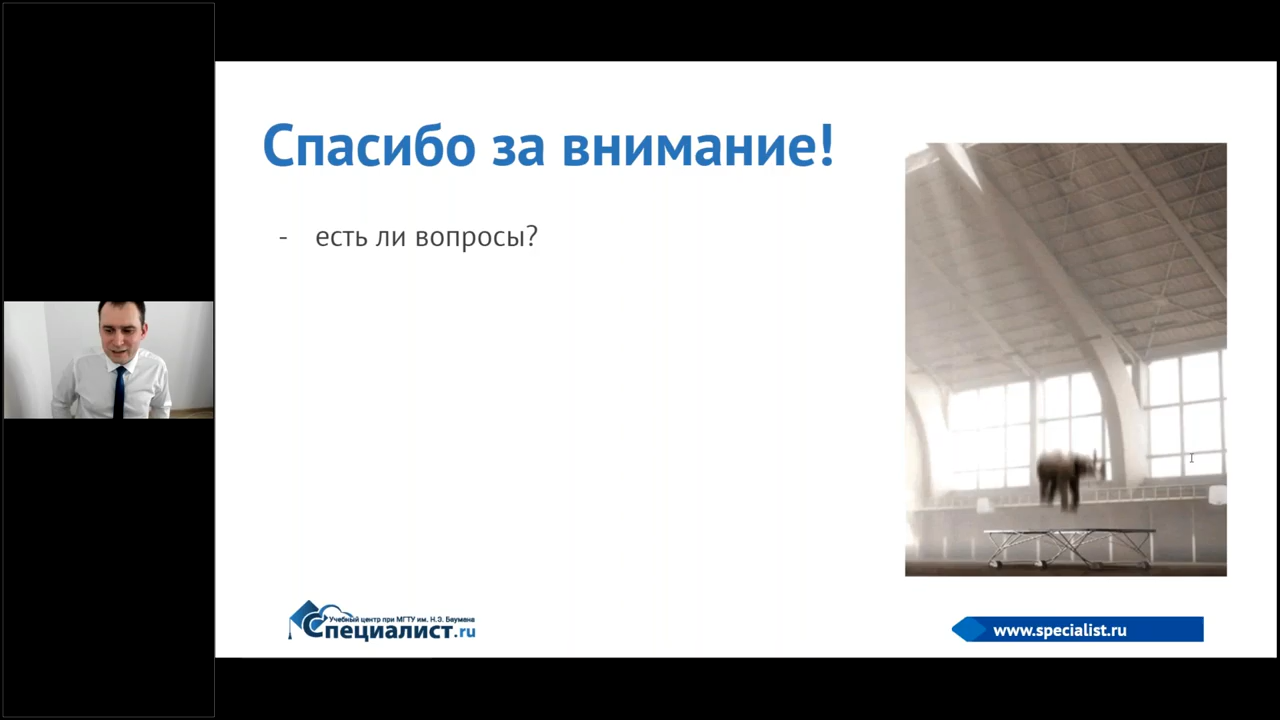 Спасибо за внимание!
- есть ли вопросы?
Учебный центр при МГТУ им. Н.Э. Баумана
Специалист.ru
www.specialist.ru